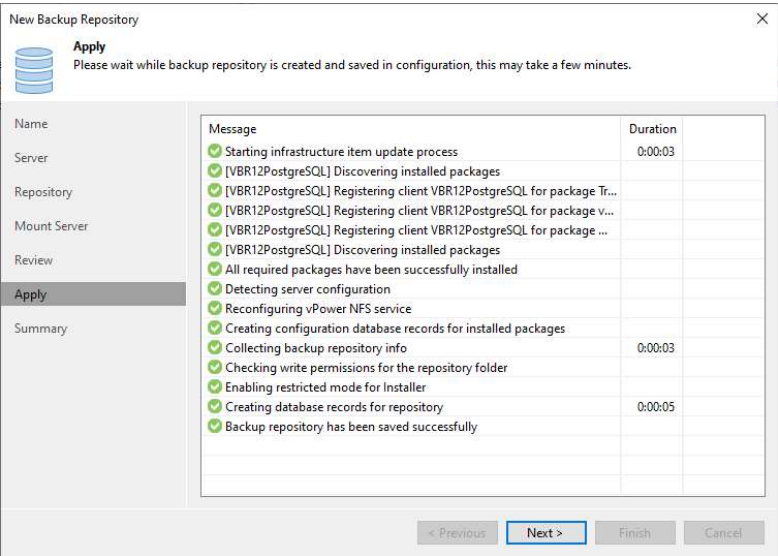 New Backup Repository
Apply
Please wait while backup repository is created and saved in configuration, this may take a few minutes.
Name
Server
Repository
Mount Server
Review
Apply
Summary
Message Duration
Starting infrastructure item update process 0:00:03
[VBR12PostgreSQL] Discovering installed packages
[VBR12PostgreSQL] Registering client VBR12PostgreSQL for package Tr...
[VBR12PostgreSQL] Registering client VBR12PostgreSQL for package v...
[VBR12PostgreSQL] Registering client VBR12PostgreSQL for package ...
[VBR12PostgreSQL] Discovering installed packages
All required packages have been successfully installed
Detecting server configuration
Reconfiguring vPower NFS service
Creating configuration database records for installed packages
Collecting backup repository info 0:00:03
Checking write permissions for the repository folder
Enabling restricted mode for Installer
Creating database records for repository 0:00:05
Backup repository has been saved successfully
< Previous Next > Finish Cancel